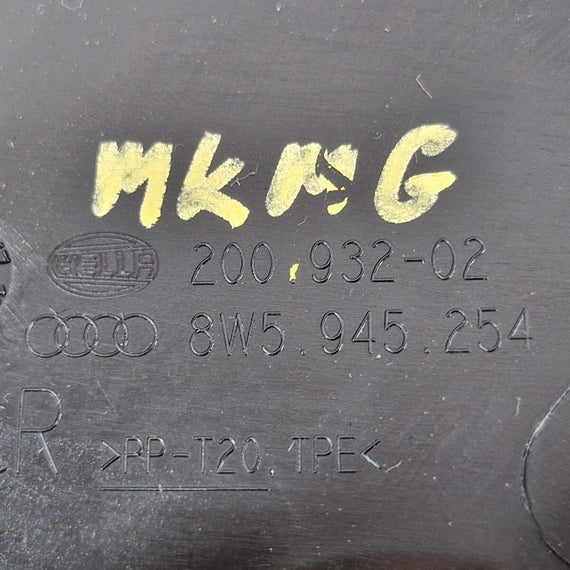 MKMG
HELLA 200.932-02
8W5.945.254
R >PP-T20.TPE<